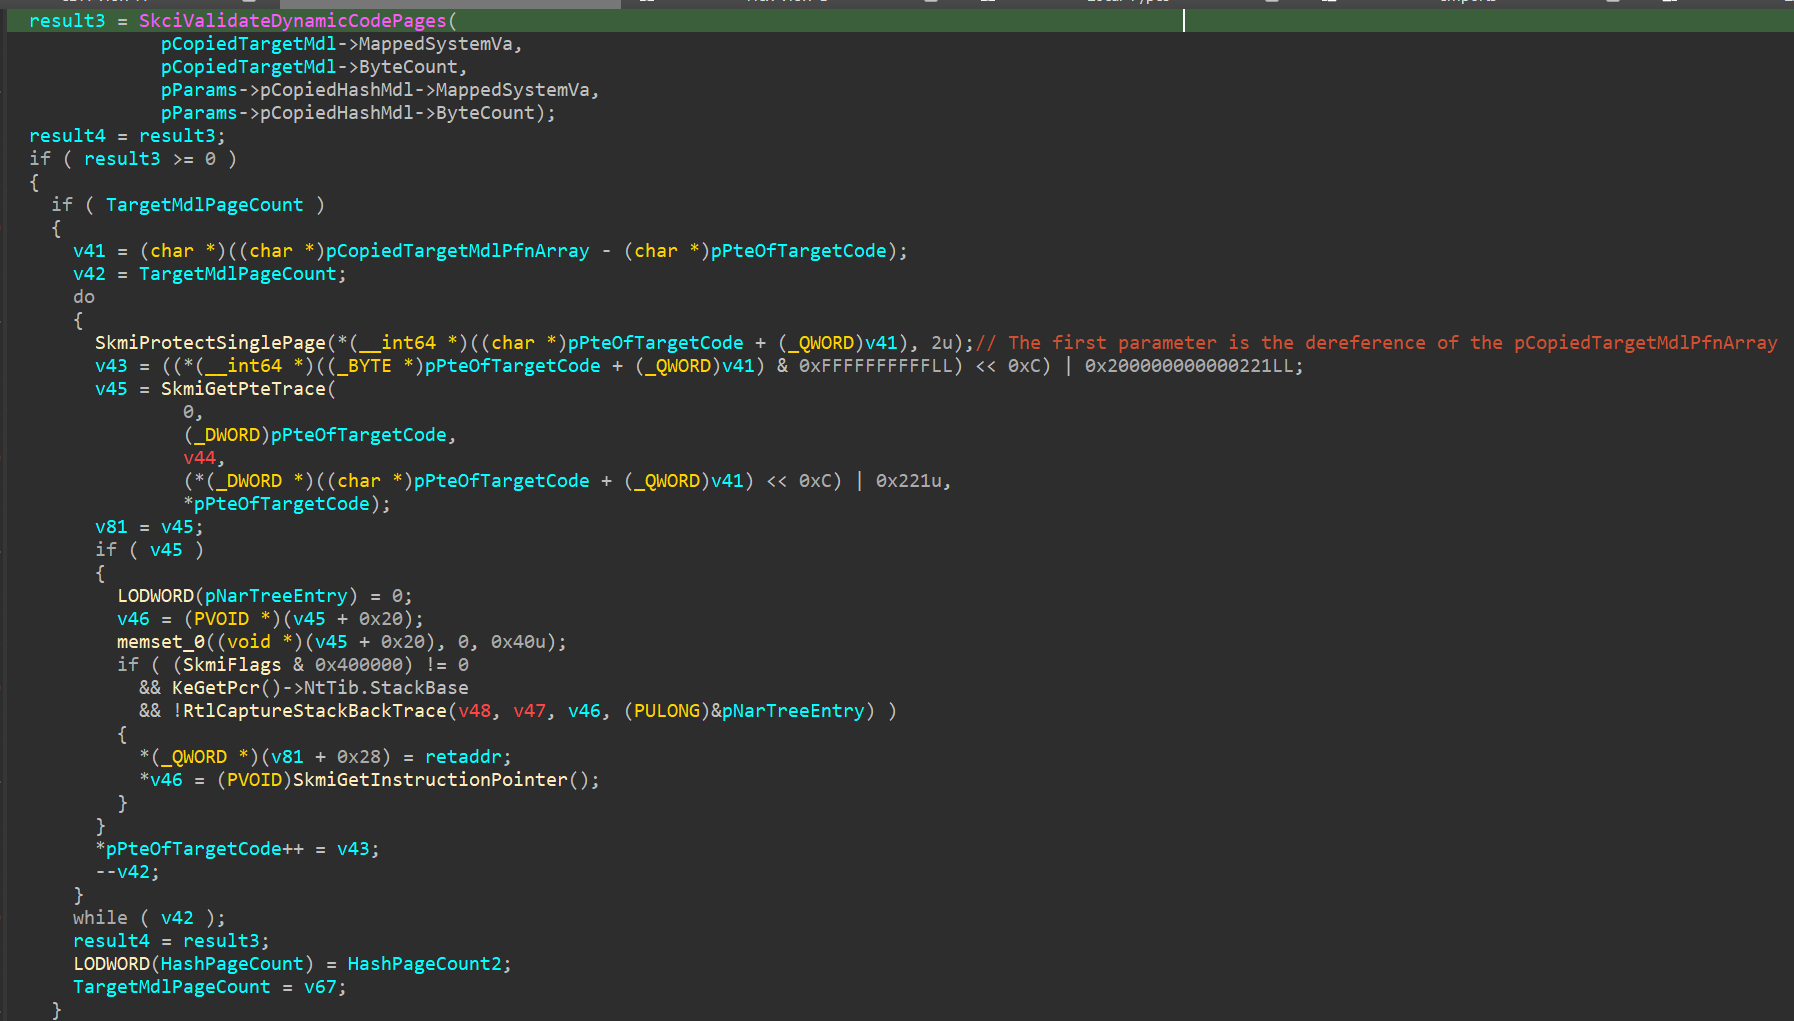 result3 = SkciValidateDynamicCodePages(
pCopiedTargetMdl->MappedSystemVa,
pCopiedTargetMdl->ByteCount,
pParams->pCopiedHashMdl->MappedSystemVa,
pParams->pCopiedHashMdl->ByteCount);
result4 = result3;
if ( result3 >= 0 )
{
if ( TargetMdlPageCount )
{
v41 = (char *)((char *)pCopiedTargetMdlPfnArray - (char *)pPteOfTargetCode);
v42 = TargetMdlPageCount;
do
{
SkmiProtectSinglePage(*(__int64 *)((char *)pPteOfTargetCode + (_QWORD)v41), 2u);// The first parameter is the dereference of the pCopiedTargetMdlPfnArray
v43 = ((*(__int64 *)((_BYTE *)pPteOfTargetCode + (_QWORD)v41) & 0xFFFFFFFFFFLL) << 0xC) | 0x200000000000221LL;
v45 = SkmiGetPteTrace(
0,
(_DWORD)pPteOfTargetCode,
v44,
(*(_DWORD *)((char *)pPteOfTargetCode + (_QWORD)v41) << 0xC) | 0x221u,
*pPteOfTargetCode);
v81 = v45;
if ( v45 )
{
LODWORD(pNarTreeEntry) = 0;
v46 = (PVOID *)(v45 + 0x20);
memset_0((void *)(v45 + 0x20), 0, 0x40u);
if ( (SkmiFlags & 0x400000) != 0
&& KeGetPcr()->NtTib.StackBase
&& !RtlCaptureStackBackTrace(v48, v47, v46, (PULONG)&pNarTreeEntry) )
{
*(_QWORD *)(v81 + 0x28) = retaddr;
*v46 = (PVOID)SkmiGetInstructionPointer();
}
}
*pPteOfTargetCode++ = v43;
--v42;
}
while ( v42 );
result4 = result3;
LODWORD(HashPageCount) = HashPageCount2;
TargetMdlPageCount = v67;
}